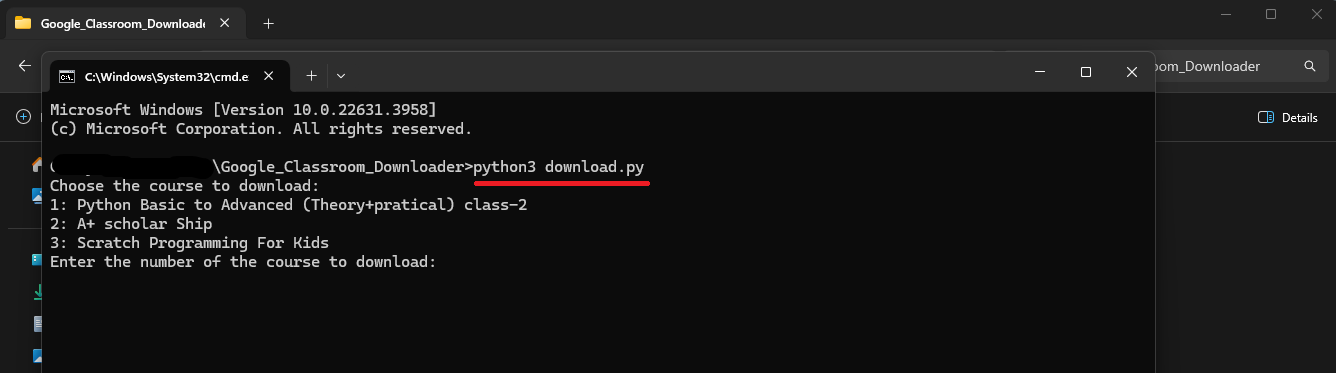 Google_Classroom_Downloade
C:\Windows\System32\cmd.e
oom_Downloader
Details
Microsoft Windows [Version 10.0.22631.3958]
(c) Microsoft Corporation. All rights reserved.
\Google_Classroom_Downloader>python3 download.py
Choose the course to download:
1: Python Basic to Advanced (Theory+pratical) class-2
2: A+ scholar Ship
3: Scratch Programming For Kids
Enter the number of the course to download: